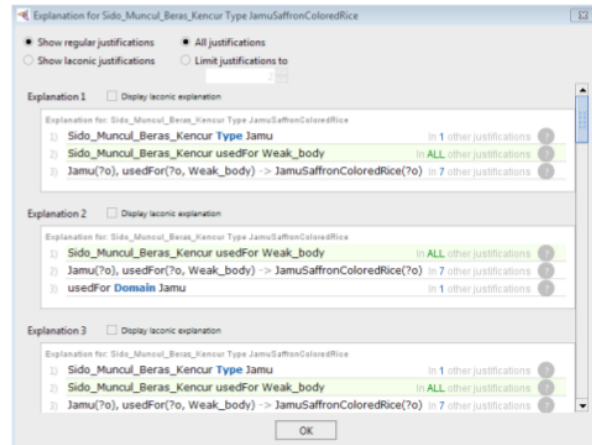 Explanation for Sido_Muncul_Beras_Kencur Type JamuSaffronColoredRice
Show regular justifications All justifications
Show laconic justifications Limit justifications to
2
Explanation 1 Display laconic explanation
Explanation for: Sido_Muncul_Beras_Kencur Type JamuSaffronColoredRice
1) Sido_Muncul_Beras_Kencur Type Jamu In 1 other justifications ?
2) Sido_Muncul_Beras_Kencur usedFor Weak_body In ALL other justifications ?
3) Jamu(?o), usedFor(?o, Weak_body) -> JamuSaffronColoredRice(?o) In 7 other justifications ?
Explanation 2 Display laconic explanation
Explanation for: Sido_Muncul_Beras_Kencur Type JamuSaffronColoredRice
1) Sido_Muncul_Beras_Kencur usedFor Weak_body In ALL other justifications ?
2) Jamu(?o), usedFor(?o, Weak_body) -> JamuSaffronColoredRice(?o) In 7 other justifications ?
3) usedFor Domain Jamu In 1 other justifications ?
Explanation 3 Display laconic explanation
Explanation for: Sido_Muncul_Beras_Kencur Type JamuSaffronColoredRice
1) Sido_Muncul_Beras_Kencur Type Jamu In 1 other justifications ?
2) Sido_Muncul_Beras_Kencur usedFor Weak_body In ALL other justifications ?
3) Jamu(?o), usedFor(?o, Weak_body) -> JamuSaffronColoredRice(?o) In 7 other justifications ?
OK